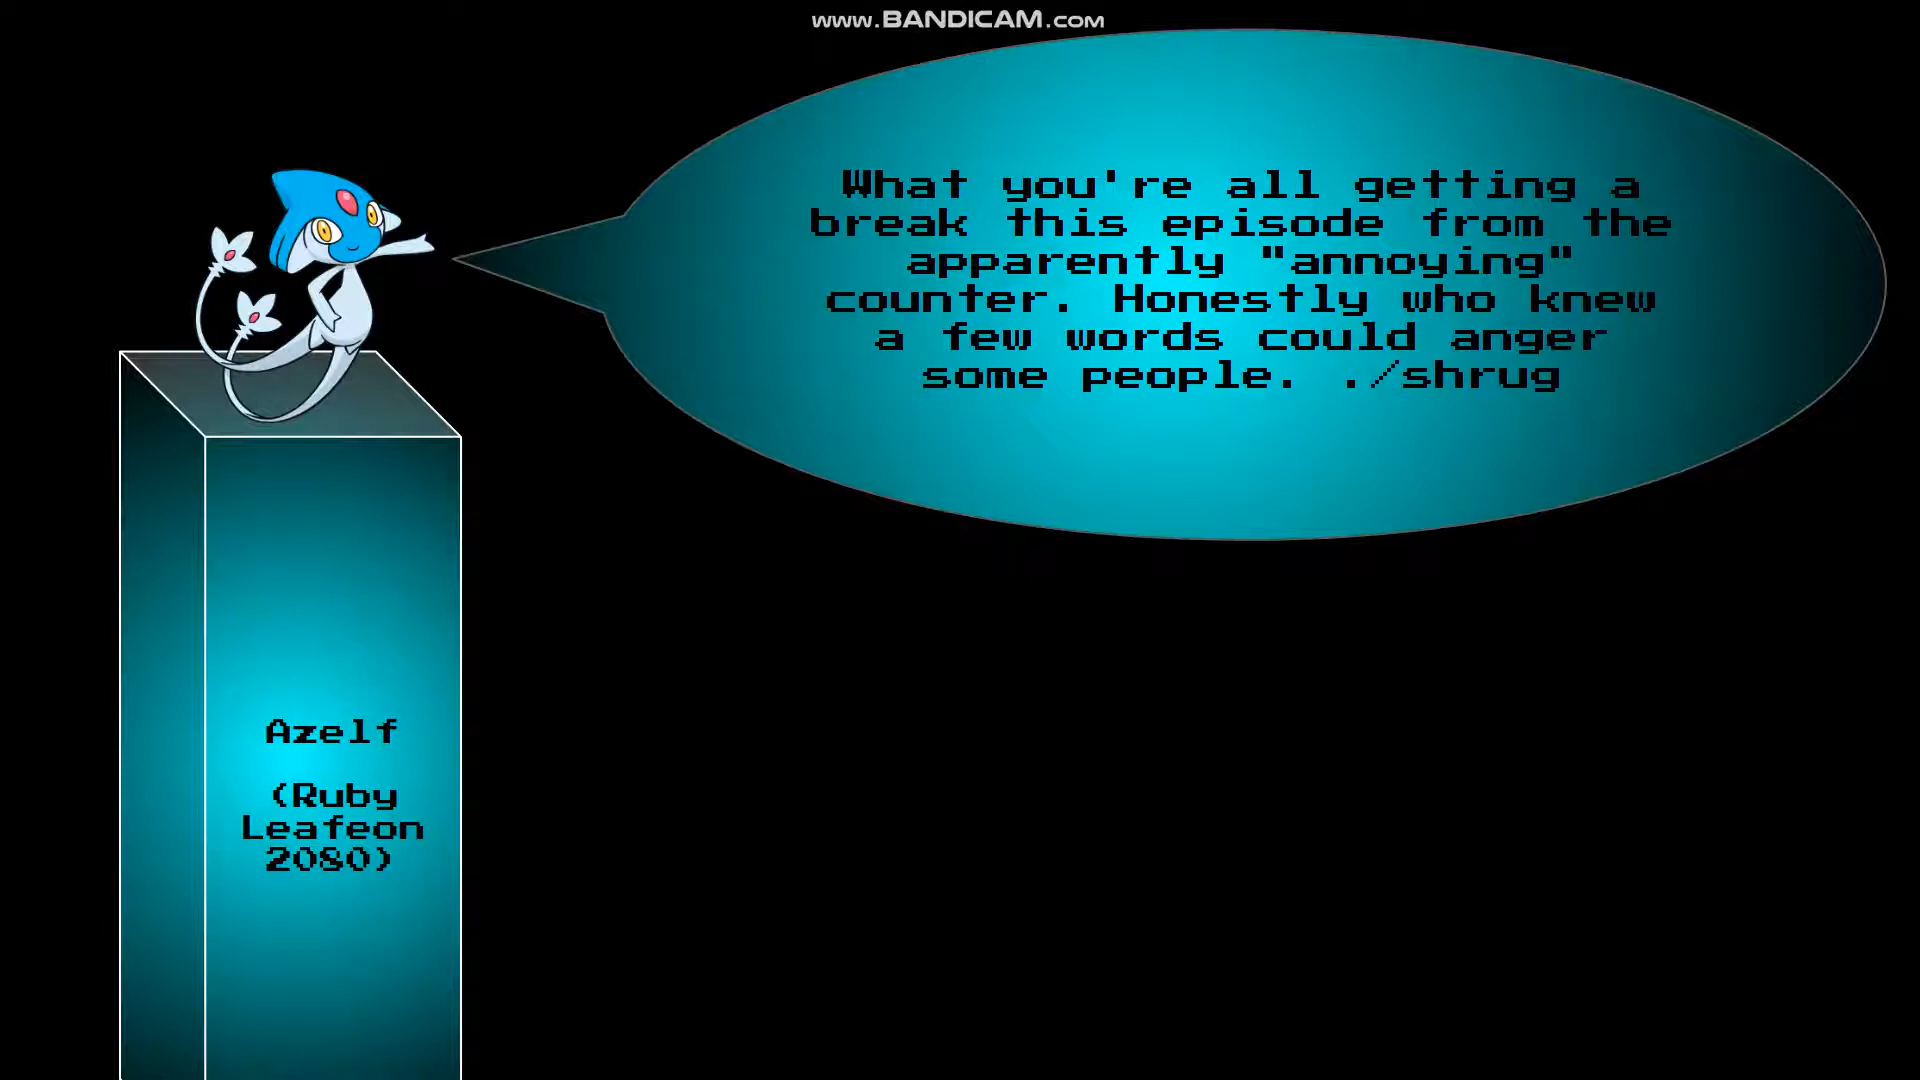 www.BANDICAM.com
What you're all getting a
break this episode from the
apparently "annoying"
counter. Honestly who knew
a few words could anger
some people. ./shrug
Azelf
(Ruby
Leafeon
2080)